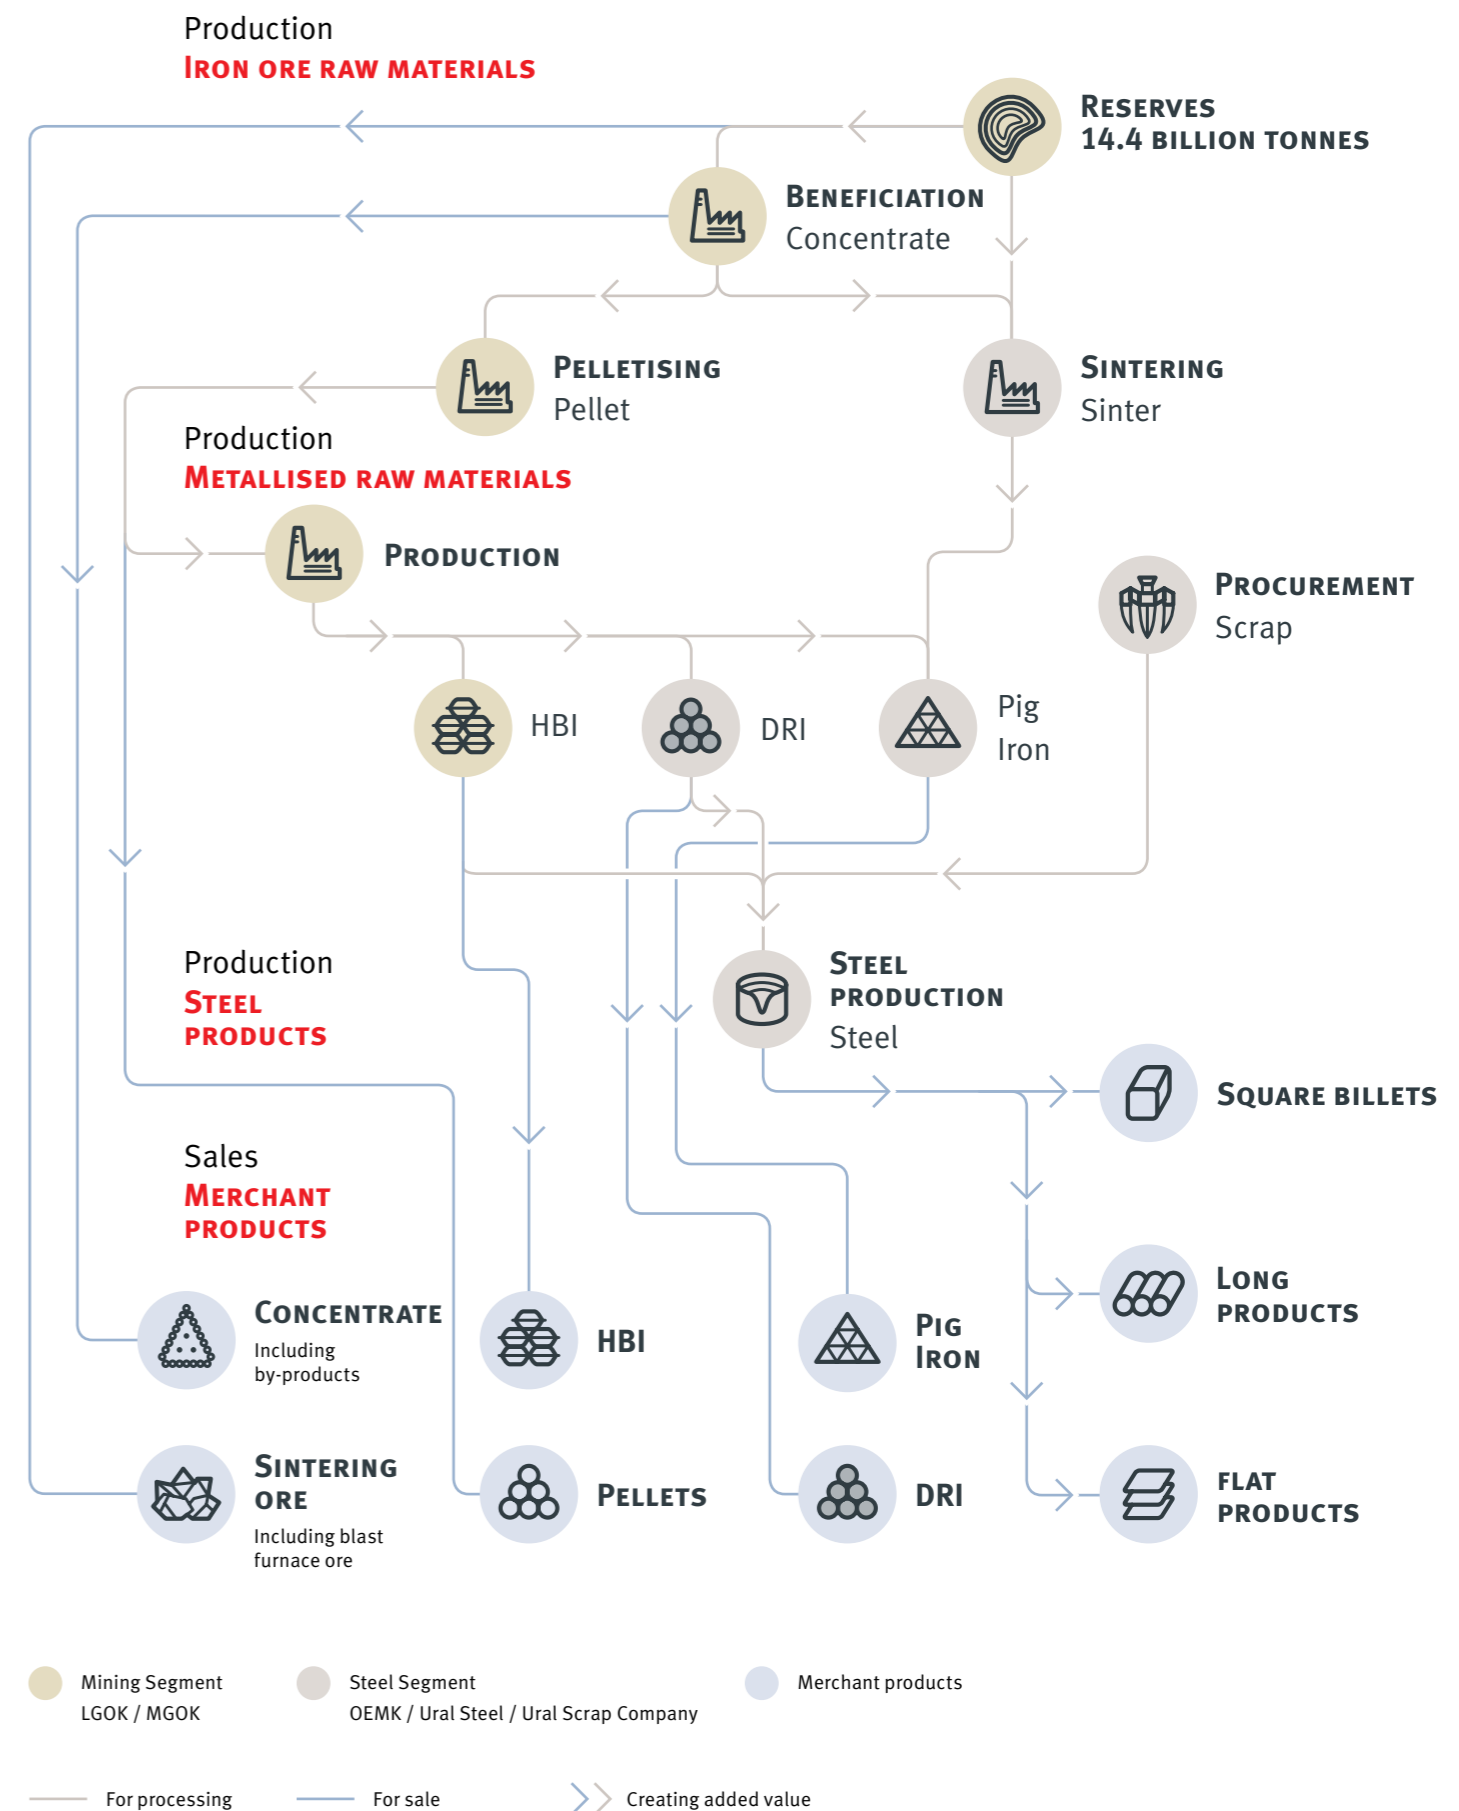 Production
IRON ORE RAW MATERIALS
RESERVES
14.4 BILLION TONNES
BENEFICIATION
Concentrate
PELLETISING
Pellet
SINTERING
Sinter
Production
METALLISED RAW MATERIALS
PRODUCTION
PROCUREMENT
Scrap
HBI
DRI
Pig
Iron
Production
STEEL
PRODUCTS
STEEL
PRODUCTION
Steel
SQUARE BILLETS
Sales
MERCHANT
PRODUCTS
LONG
PRODUCTS
CONCENTRATE
Including
by-products
HBI
PIG
IRON
SINTERING
ORE
Including blast
furnace ore
PELLETS
DRI
FLAT
PRODUCTS
Mining Segment
LGOK / MGOK
Steel Segment
OEMK / Ural Steel / Ural Scrap Company
Merchant products
For processing
For sale
Creating added value